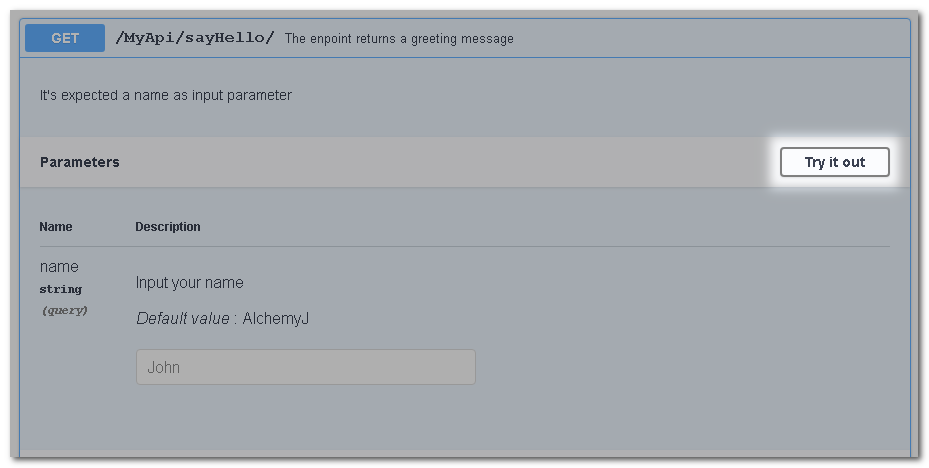 GET /MyApi/sayHello/ The enpoint returns a greeting message
It's expected a name as input parameter
Parameters Try it out
Name Description
name
string
(query)
Input your name
Default value : AlchemyJ
John